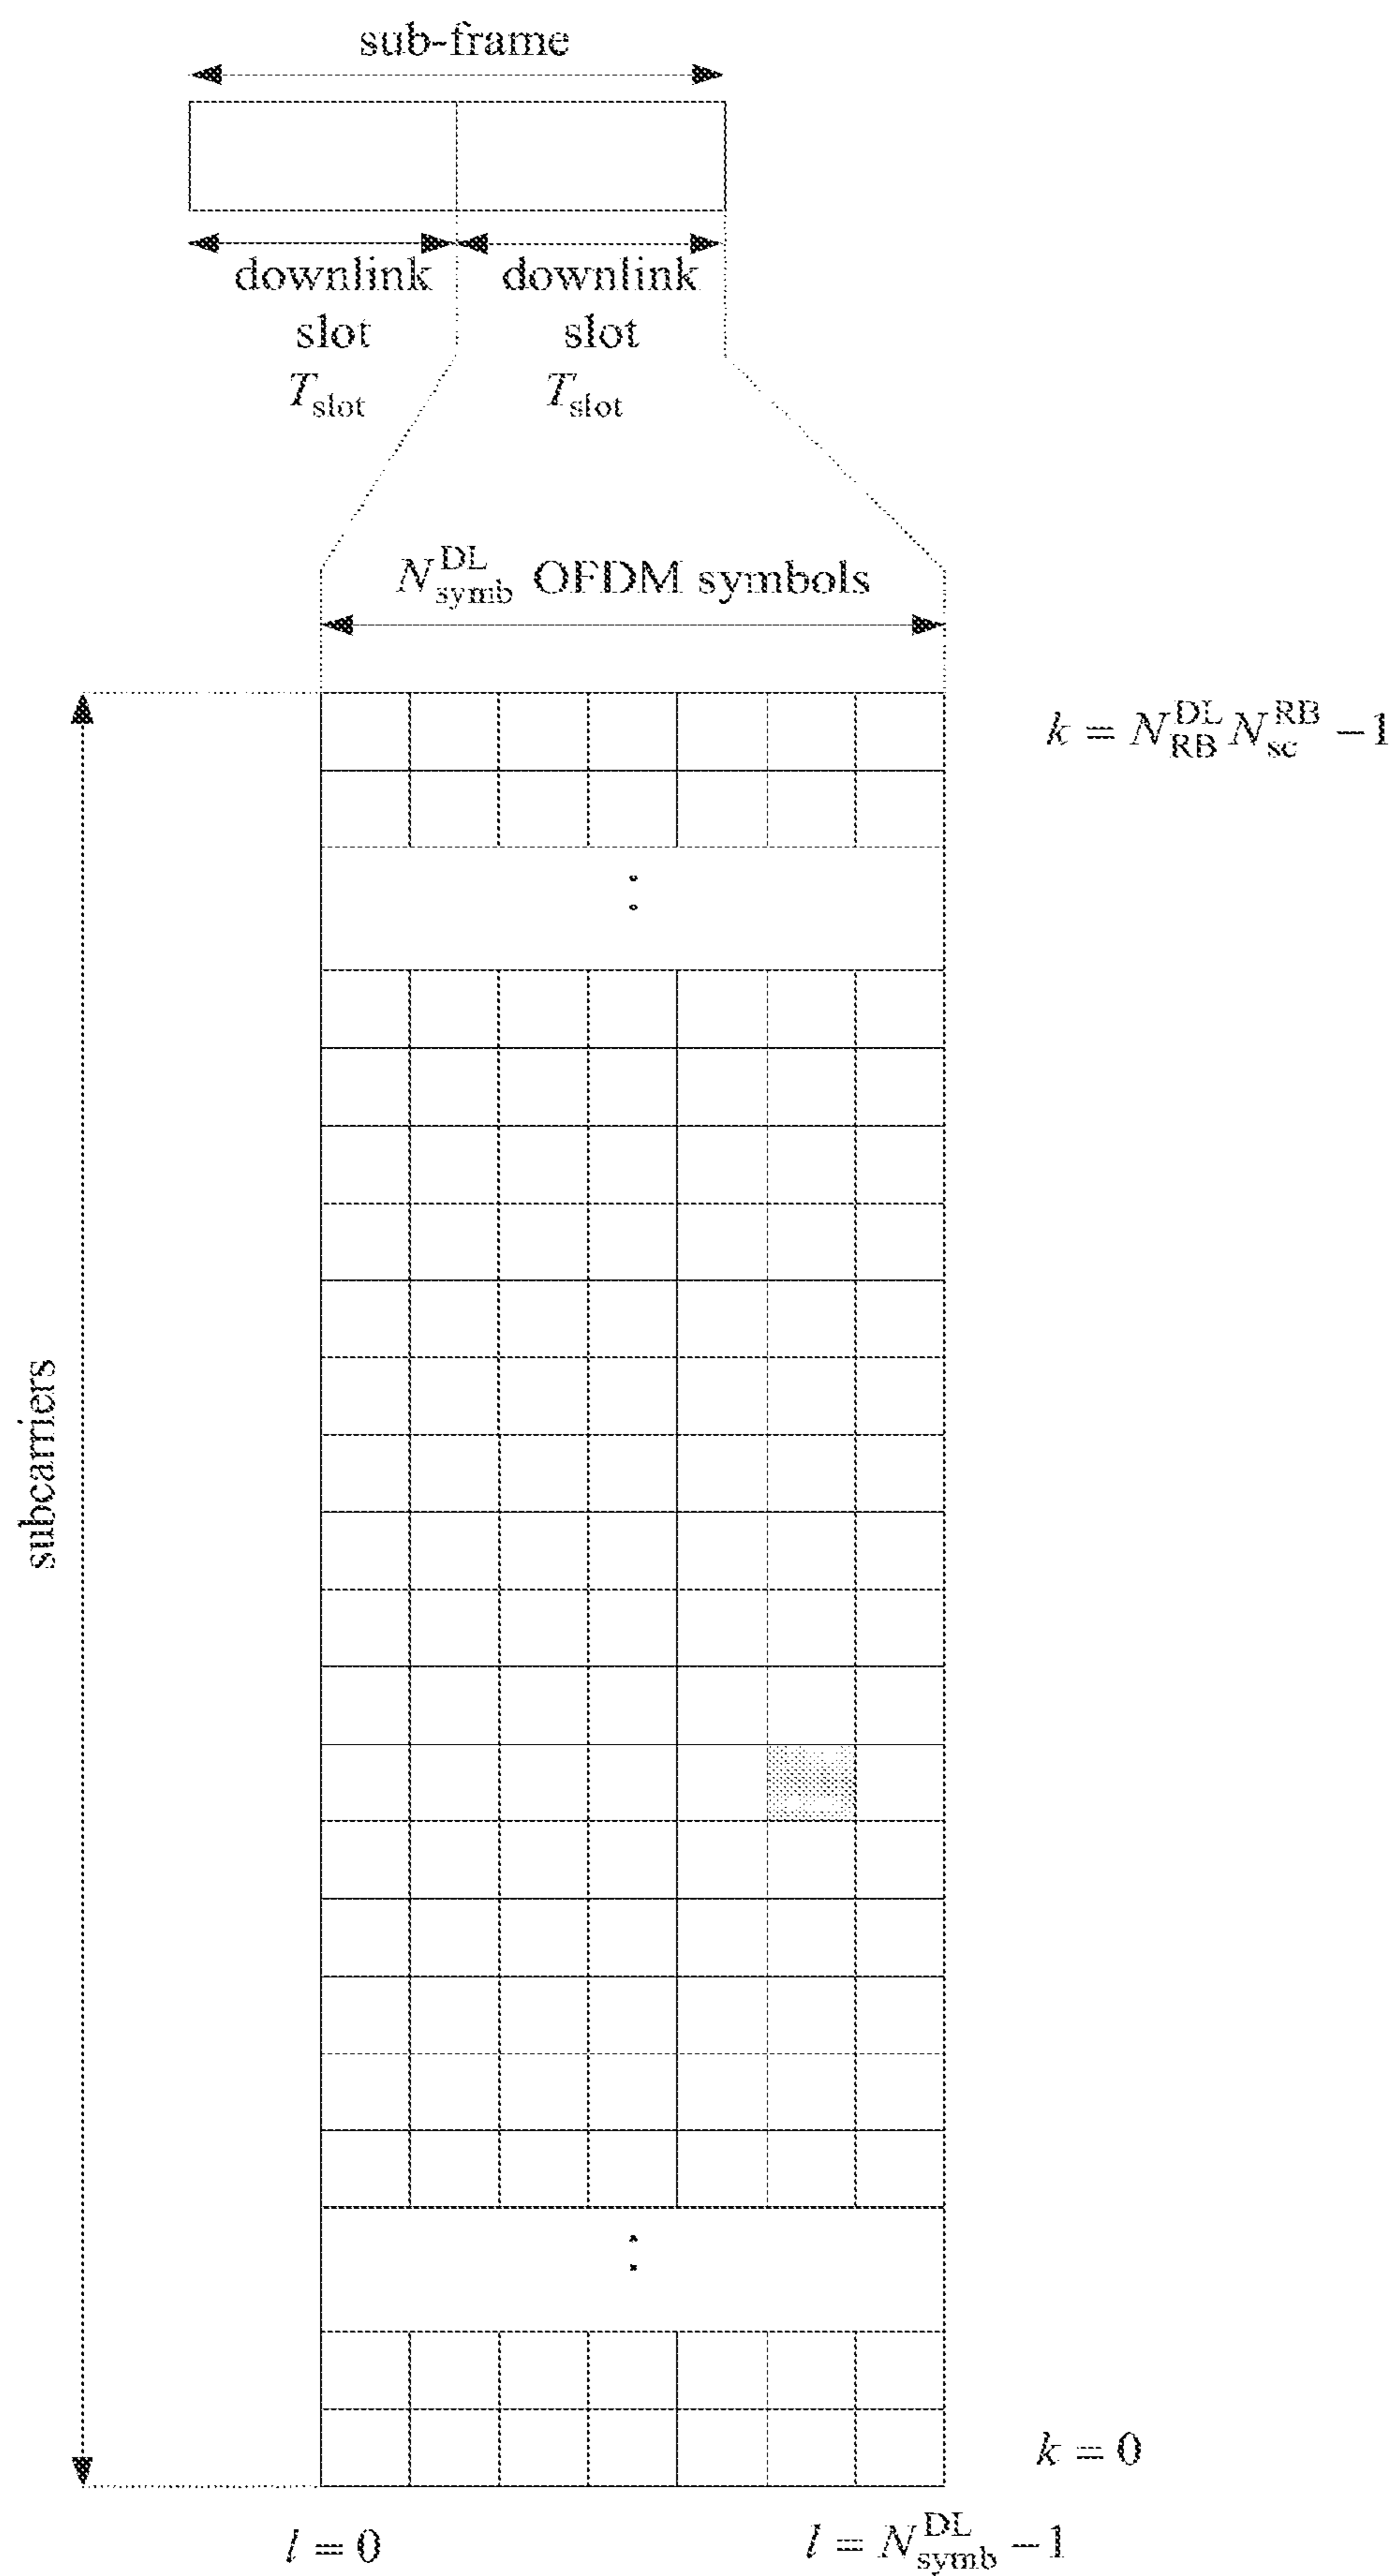 sub-frame
downlink slot T_slot
downlink slot T_slot
N_symb^DL OFDM symbols
k = N_RB^DL N_sc^RB − 1
subcarriers
k = 0
l = 0
l = N_symb^DL − 1